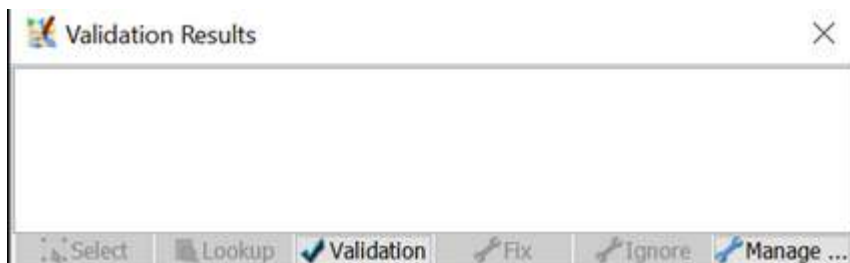 Validation Results
Select Lookup Validation Fix Ignore Manage ...